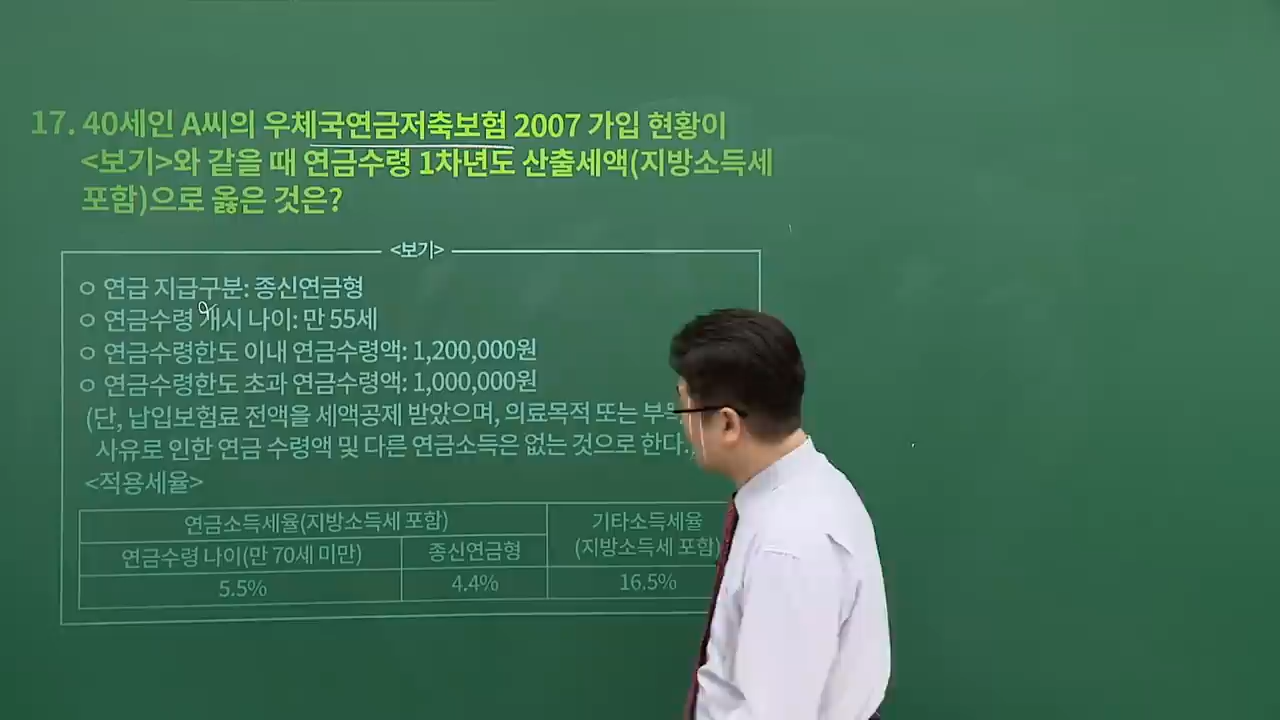 17. 40세인 A씨의 우체국연금저축보험 2007 가입 현황이
<보기>와 같을 때 연금수령 1차년도 산출세액(지방소득세
포함)으로 옳은 것은?
<보기>
ㅇ 연급 지급구분: 종신연금형
ㅇ 연금수령 개시 나이: 만 55세
ㅇ 연금수령한도 이내 연금수령액: 1,200,000원
ㅇ 연금수령한도 초과 연금수령액: 1,000,000원
(단, 납입보험료 전액을 세액공제 받았으며, 의료목적 또는
사유로 인한 연금 수령액 및 다른 연금소득은 없는 것으로 한다.
<적용세율>
연금소득세율(지방소득세 포함) 기타소득세율
(지방소득세 포함)
연금수령 나이(만 70세 미만) 종신연금형
5.5% 4.4% 16.5%